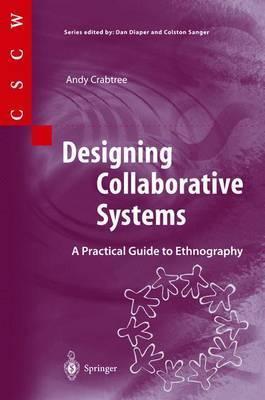 CSCW
Series edited by: Dan Diaper and Colston Sanger
Andy Crabtree
Designing
Collaborative
Systems
A Practical Guide to Ethnography
Springer